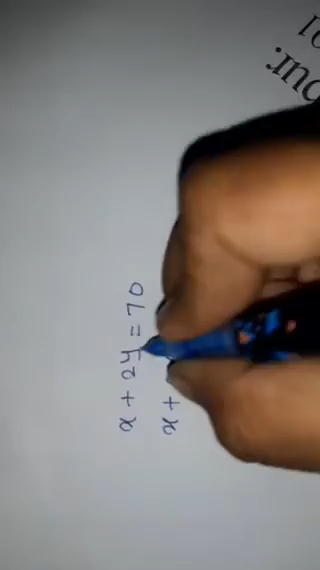 x + 2y = 70
x +